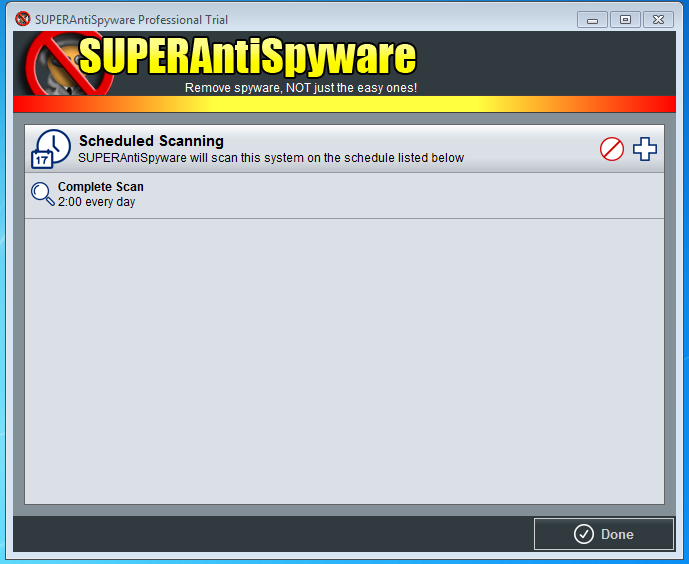 SUPERAntiSpyware Professional Trial
SUPERAntiSpyware
Remove spyware, NOT just the easy ones!
Scheduled Scanning
17
SUPERAntiSpyware will scan this system on the schedule listed below
Complete Scan
2:00 every day
Done